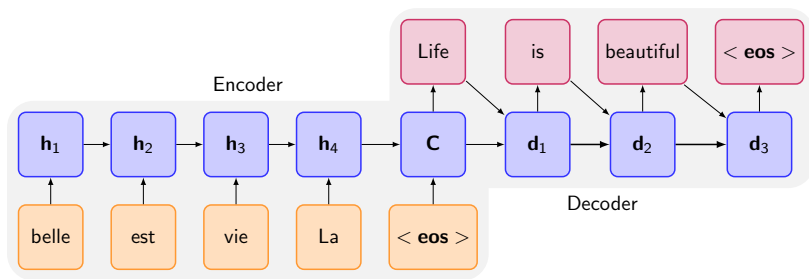 Life is beautiful < eos >
Encoder
h1 h2 h3 h4 C d1 d2 d3
Decoder
belle est vie La < eos >